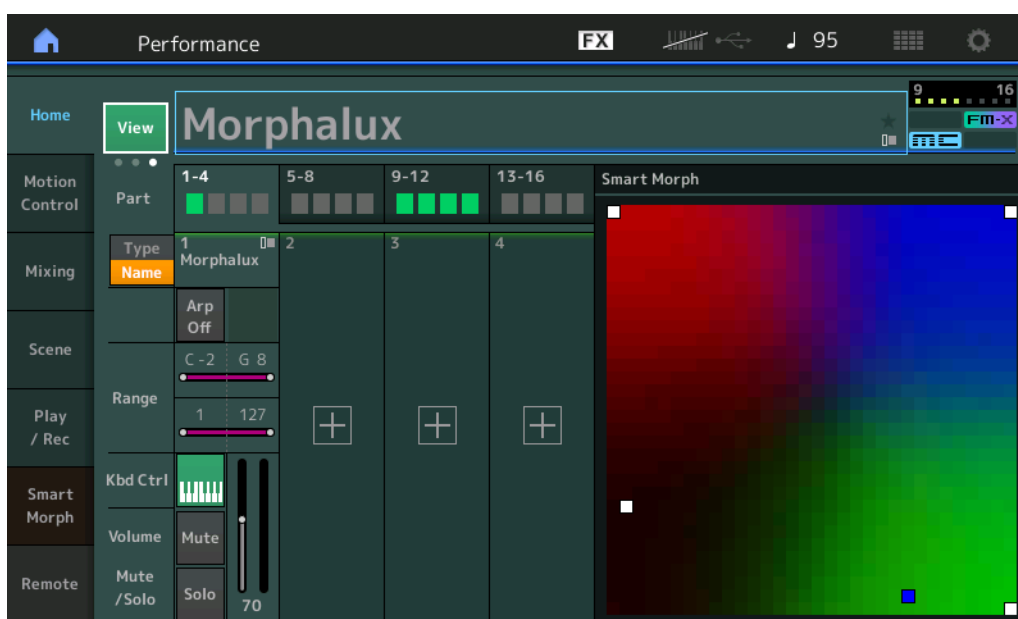 Performance
FX
♩ 95
Home
View
Morphalux
9 16
FM-X
MC
Motion
Control
Part
1-4
5-8
9-12
13-16
Smart Morph
Mixing
Type
Name
1
Morphalux
2
3
4
Arp
Off
Scene
Range
C -2 G 8
1 127
Play
/ Rec
Kbd Ctrl
Smart
Morph
Volume
Mute
Remote
Mute
/Solo
Solo
70